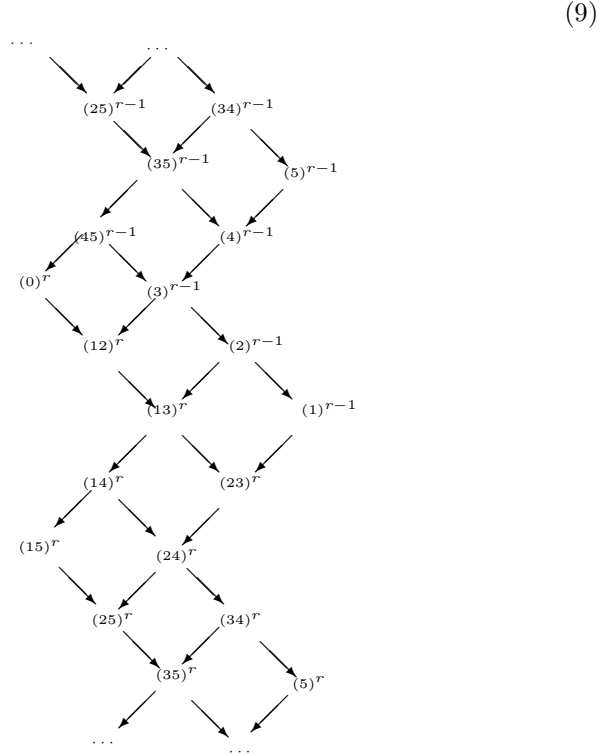 (9)
... ...
(25)^{r-1} (34)^{r-1}
(35)^{r-1} (5)^{r-1}
(45)^{r-1} (4)^{r-1}
(0)^r (3)^{r-1}
(12)^r (2)^{r-1}
(13)^r (1)^{r-1}
(14)^r (23)^r
(15)^r (24)^r
(25)^r (34)^r
(35)^r (5)^r
... ...